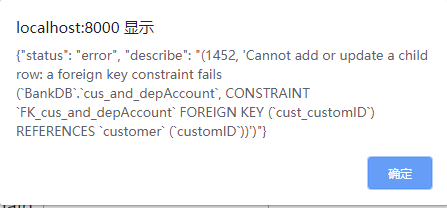 localhost:8000 显示
{"status": "error", "describe": "(1452, 'Cannot add or update a child
row: a foreign key constraint fails
(`BankDB`.`cus_and_depAccount`, CONSTRAINT
`FK_cus_and_depAccount` FOREIGN KEY (`cust_customID`)
REFERENCES `customer` (`customID`))')"}
确定